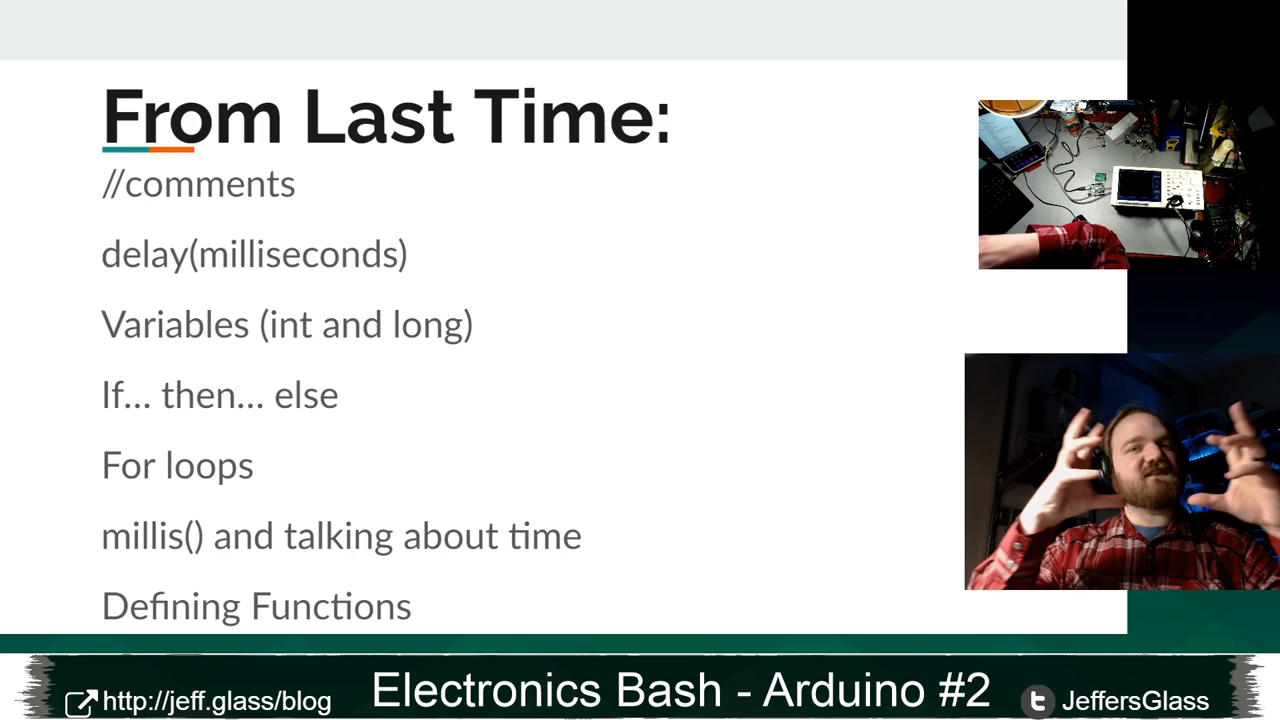 From Last Time:
//comments
delay(milliseconds)
Variables (int and long)
If... then... else
For loops
millis() and talking about time
Defining Functions
http://jeff.glass/blog
Electronics Bash - Arduino #2
JeffersGlass